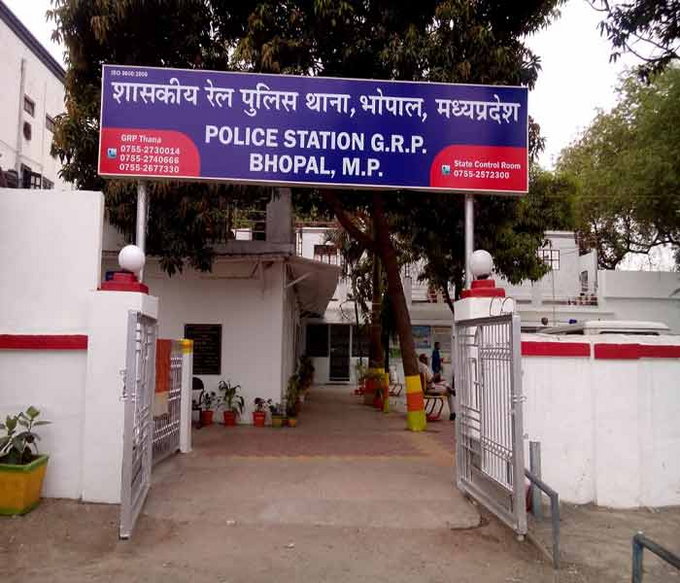 ISO 9001:2008
शासकीय रेल पुलिस थाना, भोपाल, मध्यप्रदेश
POLICE STATION G.R.P.
BHOPAL, M.P.
GRP Thana
0755-2730014
0755-2740666
0755-2677330
State Control Room
0755-2572300